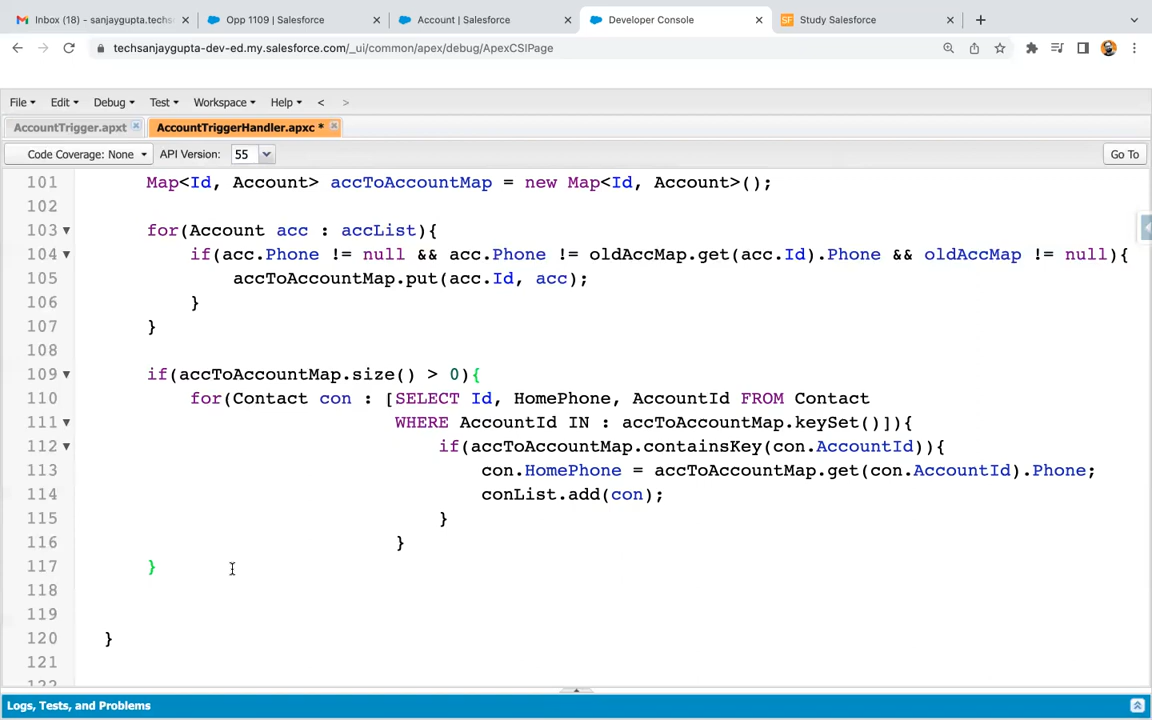 Inbox (1) - sanjaygupta.techsc
Opp 1109 | Salesforce
Account | Salesforce
Developer Console
SF Study Salesforce
techsanjaygupta-dev-ed.my.salesforce.com/_ui/common/apex/debug/ApexCSIPage
File Edit Debug Test Workspace Help < >
AccountTrigger.apxt
AccountTriggerHandler.apxc *
Code Coverage: None API Version: 55 Go To
101 Map<Id, Account> accToAccountMap = new Map<Id, Account>();
102
103 for(Account acc : accList){
104 if(acc.Phone != null && acc.Phone != oldAccMap.get(acc.Id).Phone && oldAccMap != null){
105 accToAccountMap.put(acc.Id, acc);
106 }
107 }
108
109 if(accToAccountMap.size() > 0){
110 for(Contact con : [SELECT Id, HomePhone, AccountId FROM Contact
111 WHERE AccountId IN : accToAccountMap.keySet()]){
112 if(accToAccountMap.containsKey(con.AccountId)){
113 con.HomePhone = accToAccountMap.get(con.AccountId).Phone;
114 conList.add(con);
115 }
116 }
117 }
118
119
120 }
121
Logs, Tests, and Problems